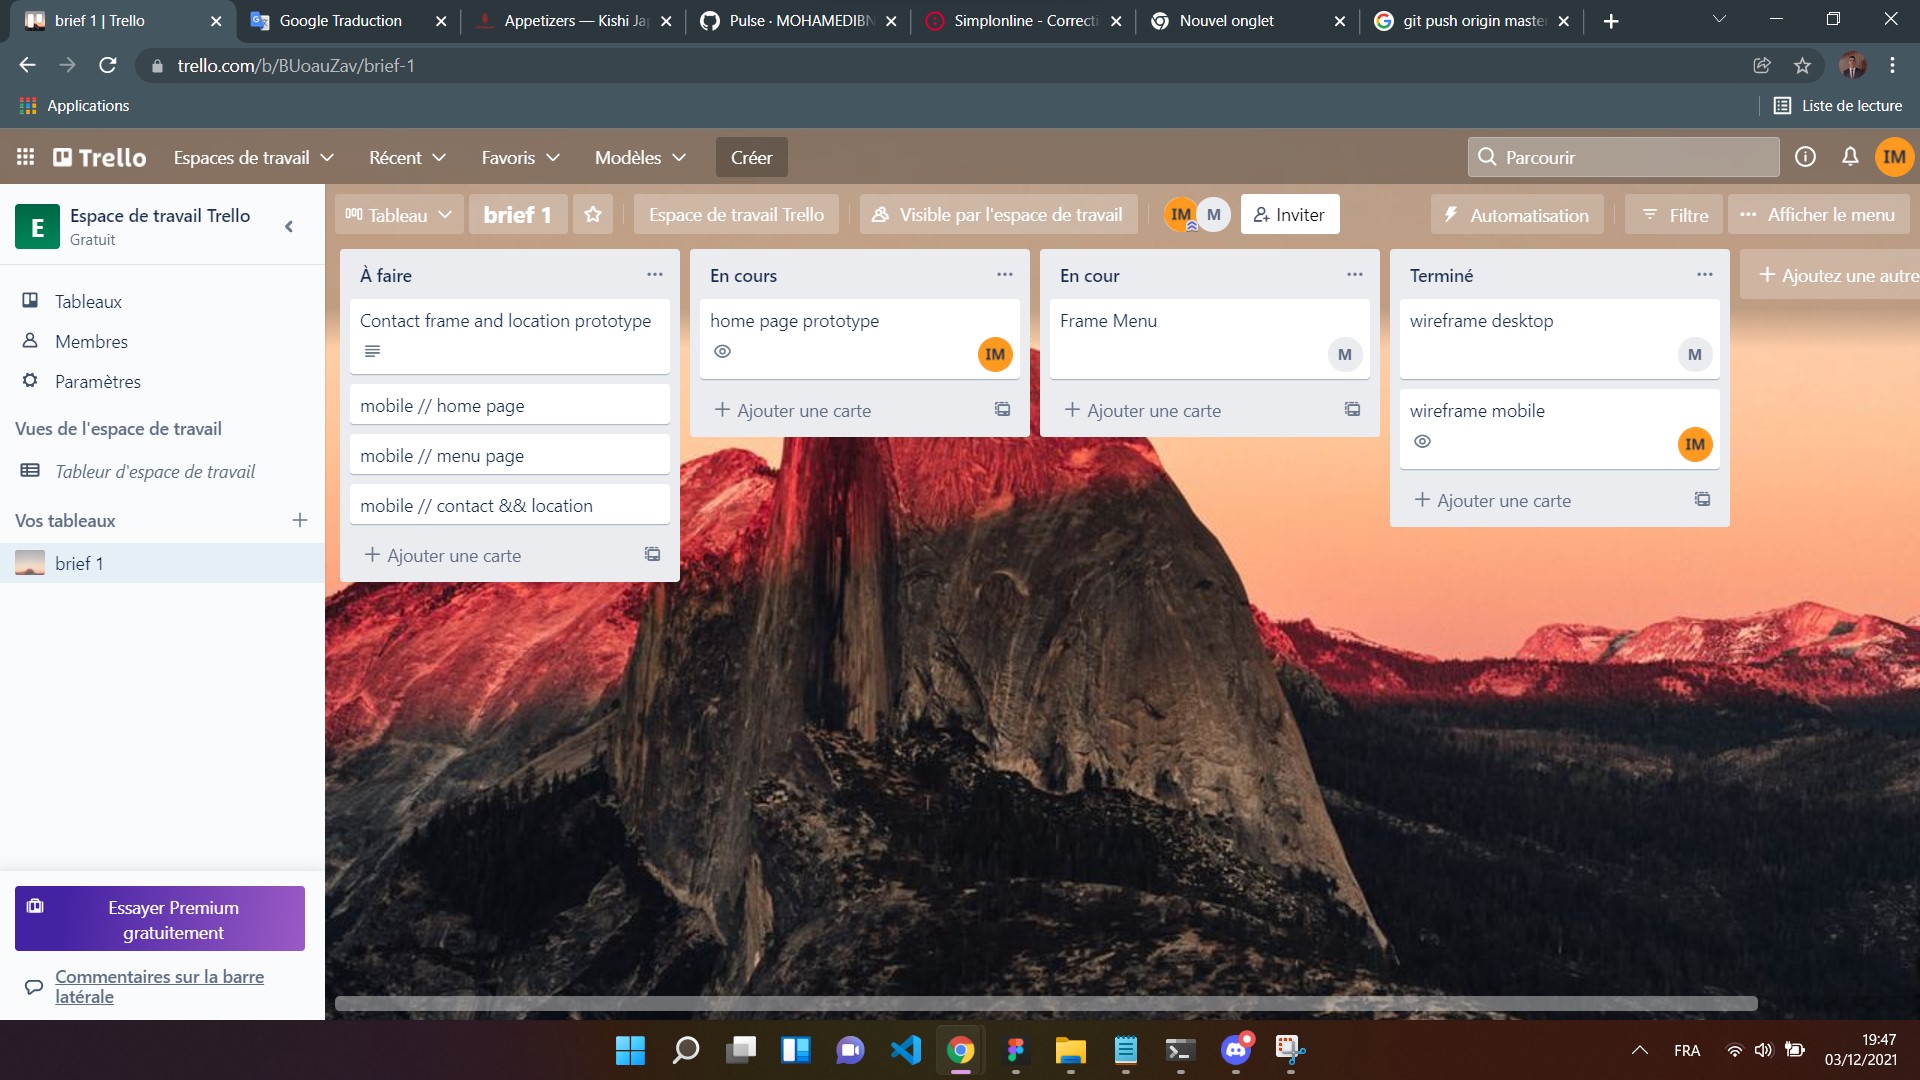 brief 1 | Trello
Google Traduction
Appetizers — Kishi Ja
Pulse · MOHAMEDIBN
Simplonline - Correcti
Nouvel onglet
git push origin master
trello.com/b/BUoauZav/brief-1
Applications
Liste de lecture
Trello
Espaces de travail
Récent
Favoris
Modèles
Créer
Parcourir
IM
E
Espace de travail Trello
Gratuit
Tableau
brief 1
Espace de travail Trello
Visible par l'espace de travail
IM
M
Inviter
Automatisation
Filtre
Afficher le menu
Tableaux
Membres
Paramètres
Vues de l'espace de travail
Tableur d'espace de travail
Vos tableaux
brief 1
Essayer Premium
gratuitement
Commentaires sur la barre
latérale
À faire
Contact frame and location prototype
mobile // home page
mobile // menu page
mobile // contact && location
Ajouter une carte
En cours
home page prototype
IM
Ajouter une carte
En cour
Frame Menu
M
Ajouter une carte
Terminé
wireframe desktop
M
wireframe mobile
IM
Ajouter une carte
Ajoutez une autre
FRA
19:47
03/12/2021